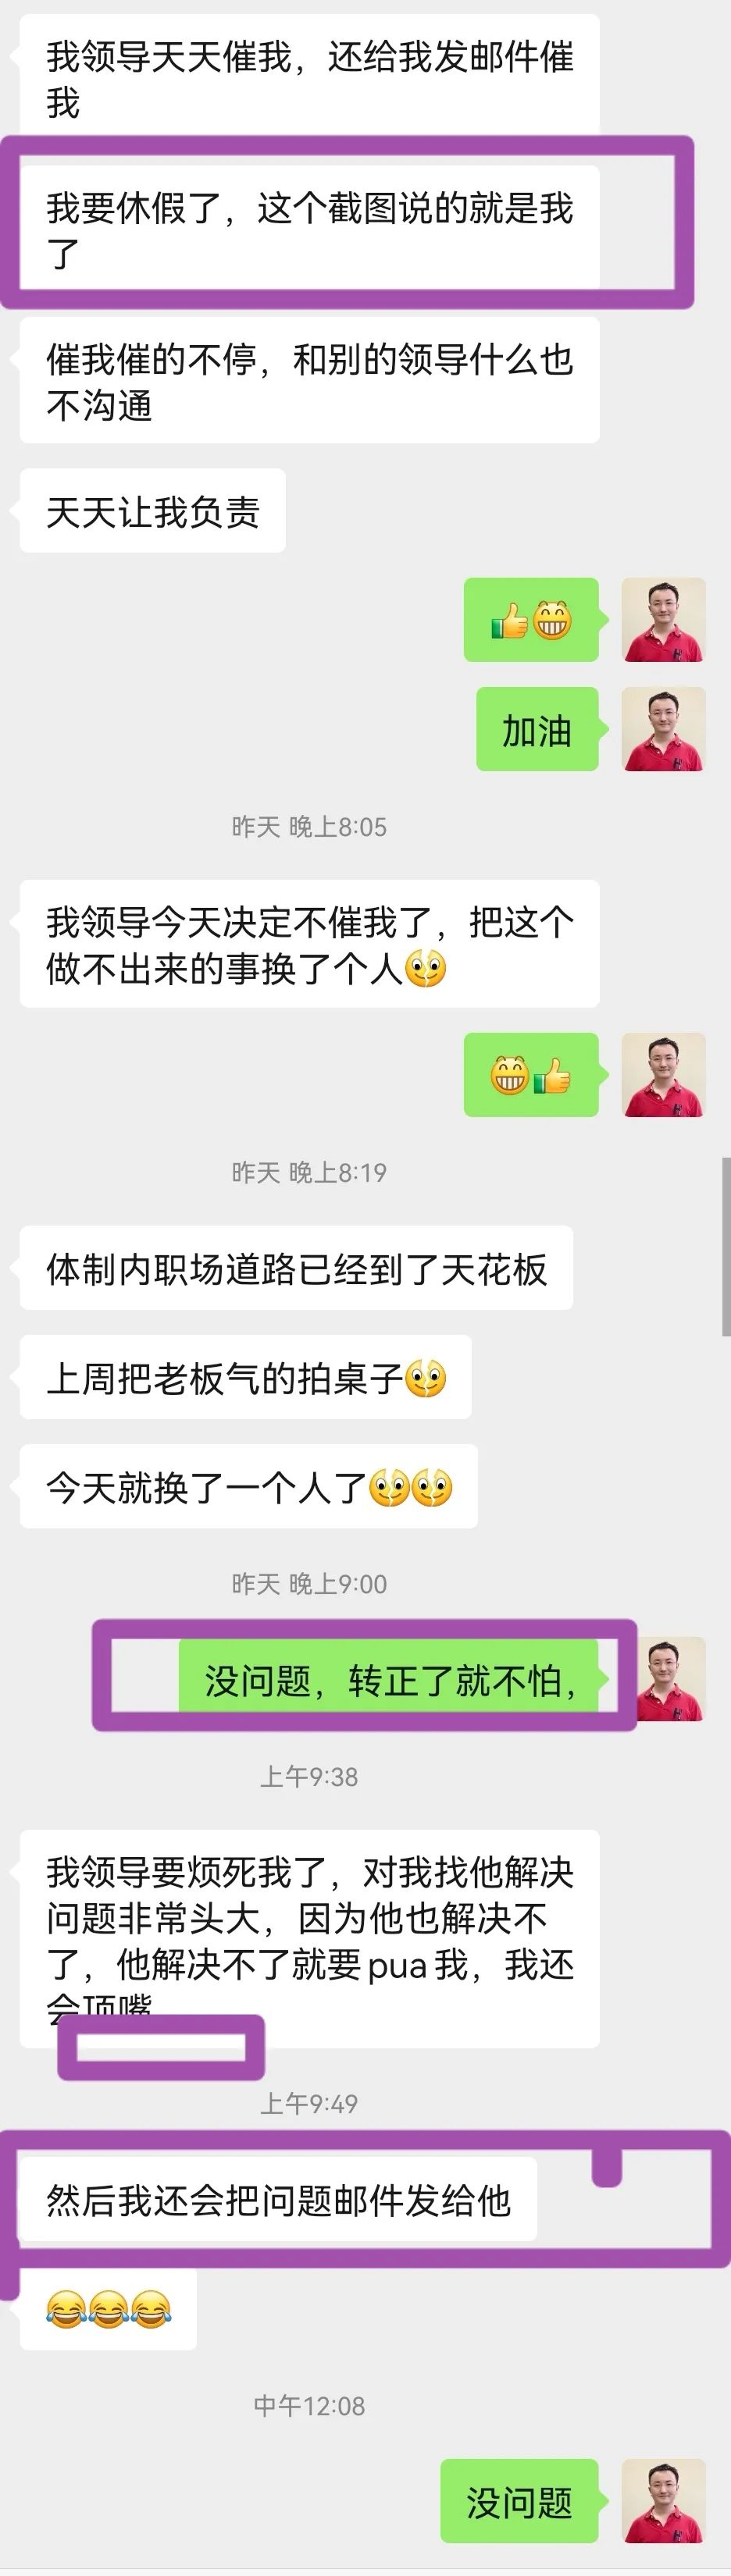 我领导天天催我，还给我发邮件催
我
我要休假了，这个截图说的就是我
了
催我催的不停，和别的领导什么也
不沟通
天天让我负责
👍😁
加油
昨天 晚上8:05
我领导今天决定不催我了，把这个
做不出来的事换了个人
😁👍
昨天 晚上8:19
体制内职场道路已经到了天花板
上周把老板气的拍桌子
今天就换了一个人了
昨天 晚上9:00
没问题，转正了就不怕，
上午9:38
我领导要烦死我了，对我找他解决
问题非常头大，因为他也解决不
了，他解决不了就要pua我，我还
会顶嘴
上午9:49
然后我还会把问题邮件发给他
😂😂😂
中午12:08
没问题